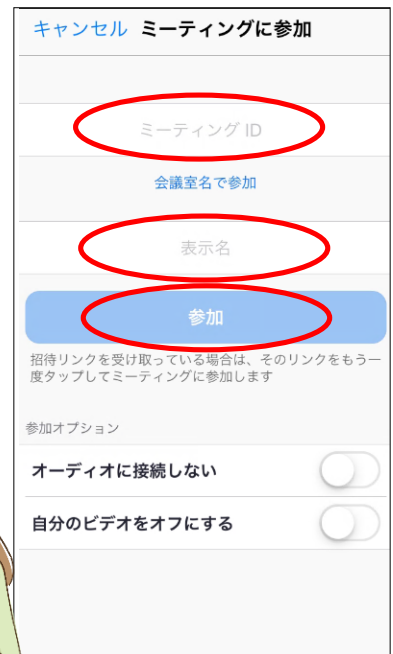 キャンセル ミーティングに参加
ミーティング ID
会議室名で参加
表示名
参加
招待リンクを受け取っている場合は、そのリンクをもう一
度タップしてミーティングに参加します
参加オプション
オーディオに接続しない
自分のビデオをオフにする